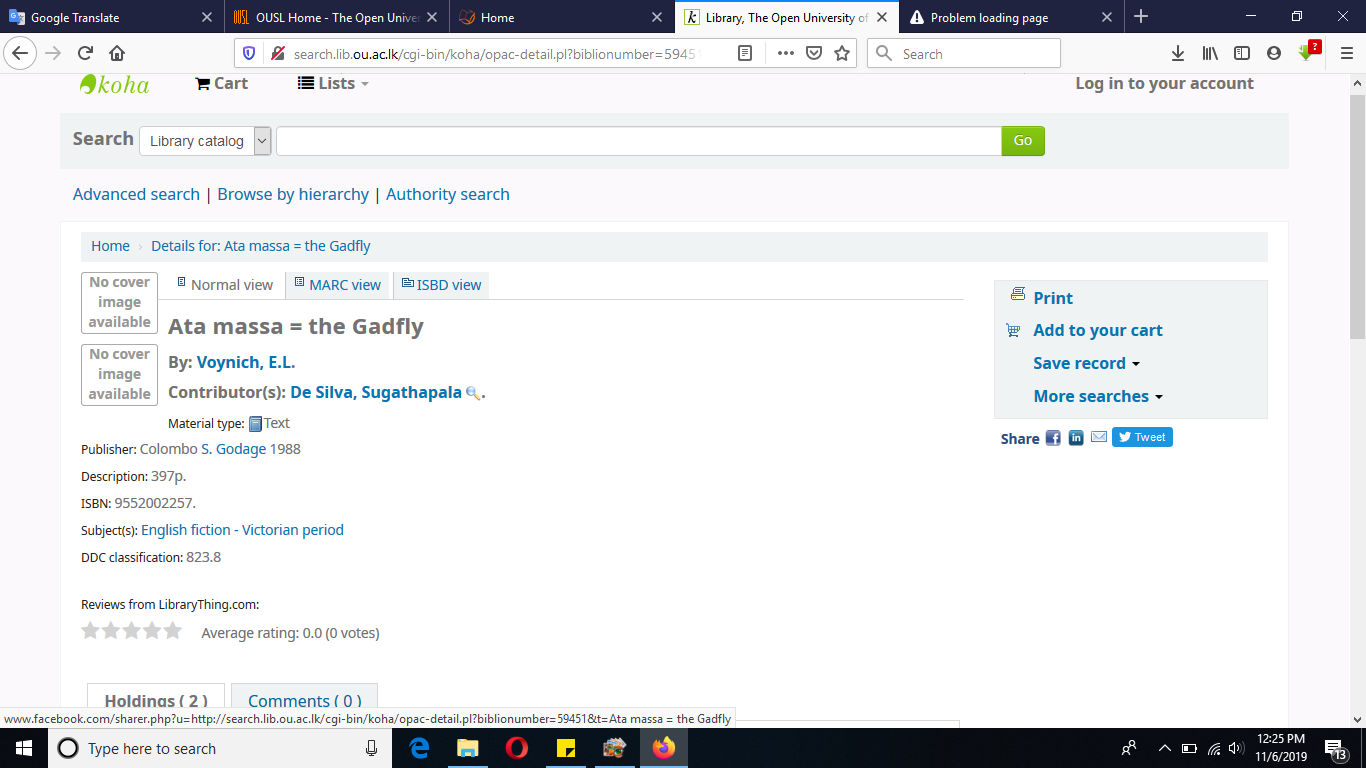 Google Translate
OUSL Home - The Open Univer
Home
Library, The Open University of
Problem loading page
search.lib.ou.ac.lk/cgi-bin/koha/opac-detail.pl?biblionumber=59451
Search
koha
Cart
Lists
Log in to your account
Search
Library catalog
Go
Advanced search | Browse by hierarchy | Authority search
Home › Details for: Ata massa = the Gadfly
No cover image available
No cover image available
Normal view
MARC view
ISBD view
Ata massa = the Gadfly
By: Voynich, E.L.
Contributor(s): De Silva, Sugathapala .
Material type: Text
Publisher: Colombo S. Godage 1988
Description: 397p.
ISBN: 9552002257.
Subject(s): English fiction - Victorian period
DDC classification: 823.8
Reviews from LibraryThing.com:
Average rating: 0.0 (0 votes)
Print
Add to your cart
Save record
More searches
Share
Tweet
Holdings ( 2 )
Comments ( 0 )
www.facebook.com/sharer.php?u=http://search.lib.ou.ac.lk/cgi-bin/koha/opac-detail.pl?biblionumber=59451&t=Ata massa = the Gadfly
Type here to search
12:25 PM
11/6/2019
13